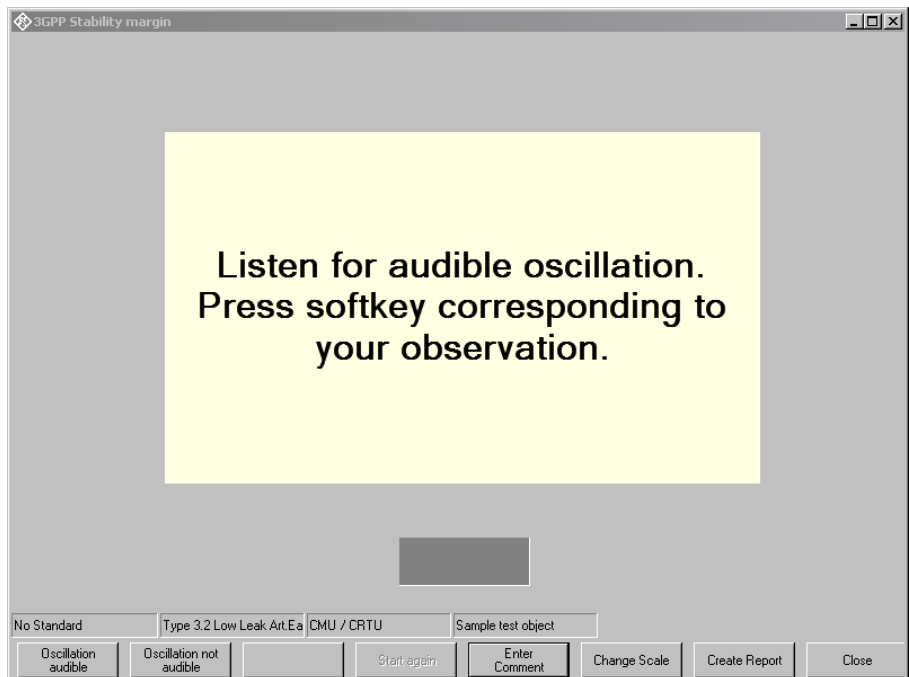 3GPP Stability margin
Listen for audible oscillation.
Press softkey corresponding to
your observation.
No Standard
Type 3.2 Low Leak Art.Ea
CMU / CRTU
Sample test object
Oscillation
audible
Oscillation not
audible
Start again
Enter
Comment
Change Scale
Create Report
Close